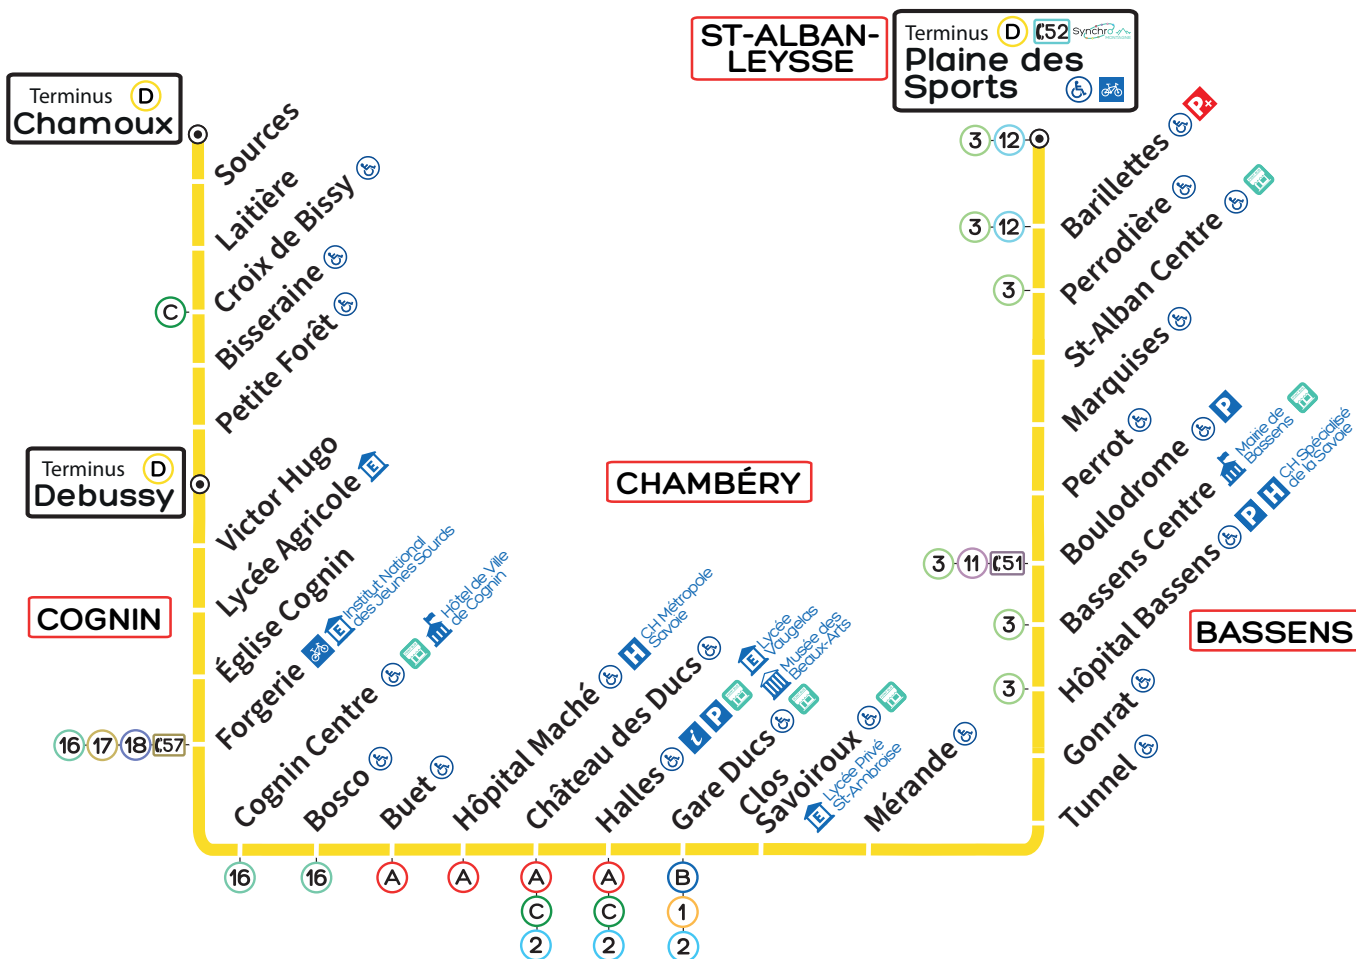 Terminus D
Chamoux
Sources
Laitière
Croix de Bissy
C
Bisseraine
Petite Forêt
Terminus D
Debussy
Victor Hugo
Lycée Agricole E
Église Cognin
COGNIN
Forgerie E Institut National
des Jeunes Sourds
16 17 18 57
Cognin Centre Hôtel de Ville
de Cognin
16
Bosco
16
Buet
A
Hôpital Maché H CH Métropole
Savoie
A
Château des Ducs
A
C
2
Halles i P E Lycée
Vaugelas
Musée des
Beaux-Arts
A
C
2
Gare Ducs
B
1
2
Clos
Savoiroux
E Lycée Privé
St-Ambroise
Mérande
CHAMBÉRY
ST-ALBAN-
LEYSSE
Terminus D 52 Synchro
Plaine des
Sports
3 12
Barillettes P+
3 12
Perrodière
3
St-Alban Centre
Marquises
Perrot
Boulodrome P
3 11 51
Bassens Centre Mairie de
Bassens
3
Hôpital Bassens P H CH Spécialisé
de la Savoie
3
BASSENS
Gonrat
Tunnel